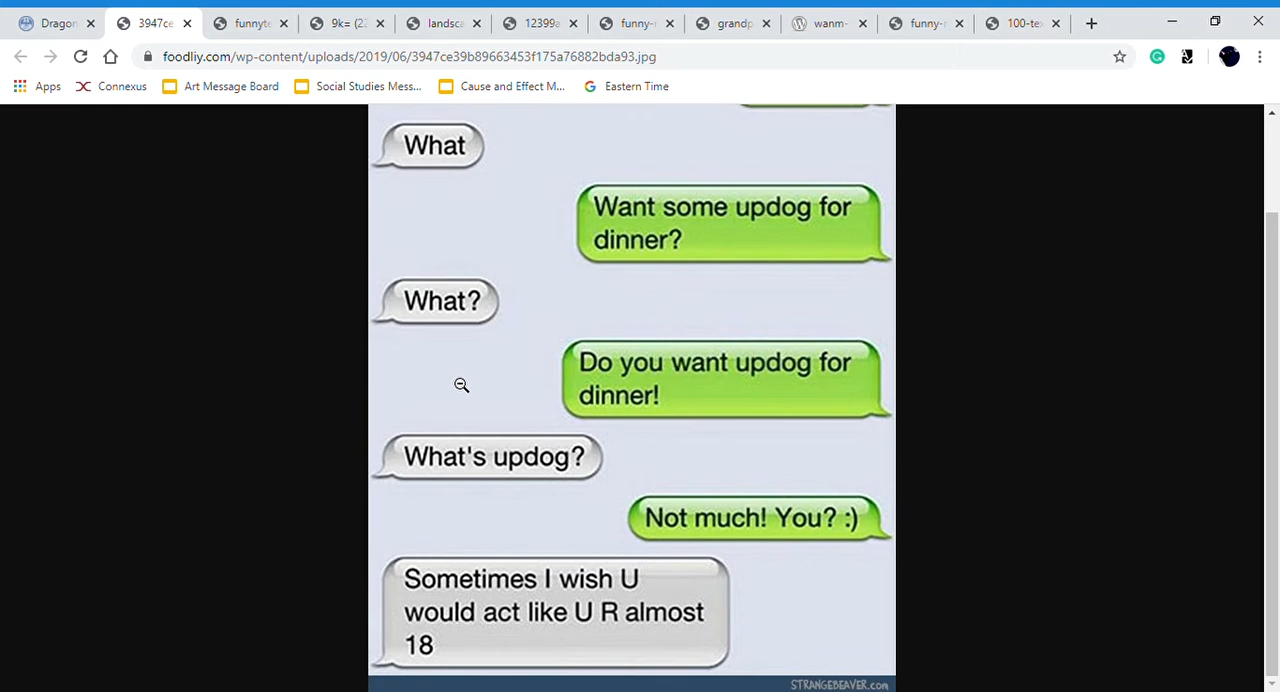 Dragon
3947ce
funnyte
9k= (22
landsca
12399a
funny-r
grandp
wanm-
funny-r
100-tex
foodliy.com/wp-content/uploads/2019/06/3947ce39b89663453f175a76882bda93.jpg
Apps
Connexus
Art Message Board
Social Studies Mess...
Cause and Effect M...
Eastern Time
What
Want some updog for
dinner?
What?
Do you want updog for
dinner!
What's updog?
Not much! You? :)
Sometimes I wish U
would act like U R almost
18
STRANGEBEAVER.com